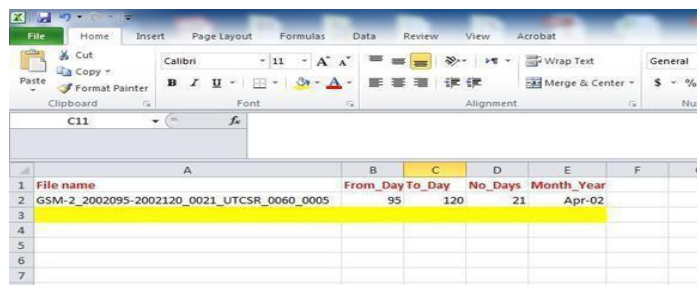 File Home Insert Page Layout Formulas Data Review View Acrobat
Cut
Copy
Format Painter
Paste
Calibri 11 A A
B I U A
Wrap Text
Merge & Center
General
$ %
Clipboard Font Alignment Nu
C11 fx
A B C D E F
1 File name From_Day To_Day No_Days Month_Year
2 GSM-2_2002095-2002120_0021_UTCSR_0060_0005 95 120 21 Apr-02
3
4
5
6
7